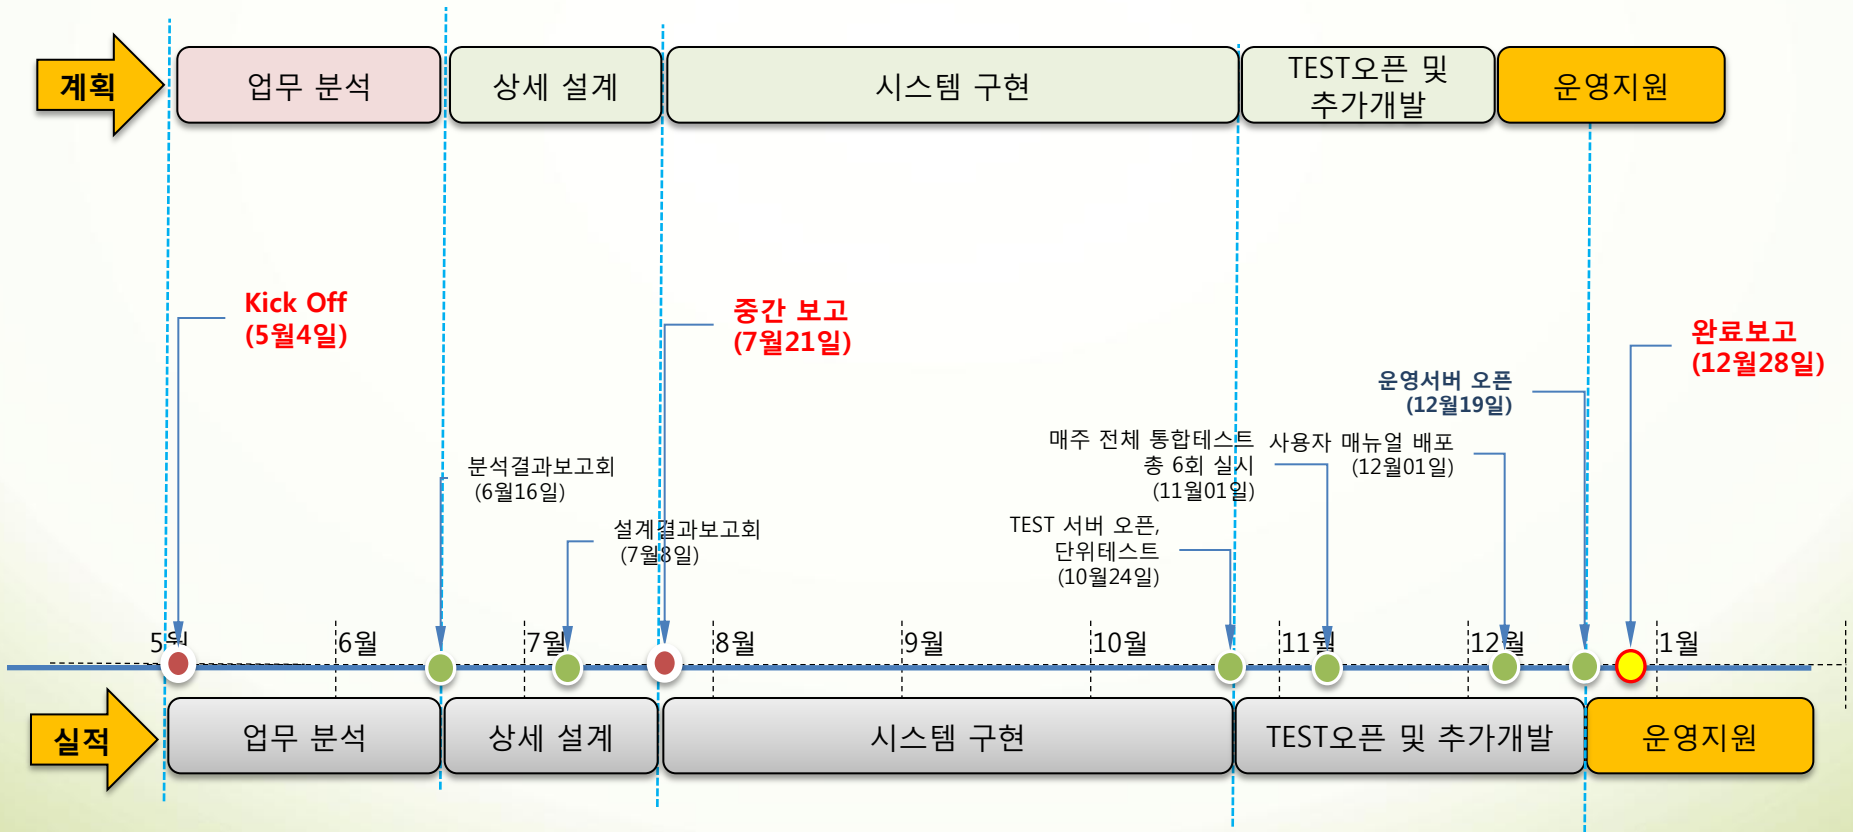 계획
업무 분석
상세 설계
시스템 구현
TEST오픈 및
추가개발
운영지원
Kick Off
(5월4일)
중간 보고
(7월21일)
완료보고
(12월28일)
운영서버 오픈
(12월19일)
매주 전체 통합테스트
총 6회 실시
(11월01일)
사용자 매뉴얼 배포
(12월01일)
분석결과보고회
(6월16일)
설계결과보고회
(7월8일)
TEST 서버 오픈,
단위테스트
(10월24일)
5월
6월
7월
8월
9월
10월
11월
12월
1월
실적
업무 분석
상세 설계
시스템 구현
TEST오픈 및 추가개발
운영지원